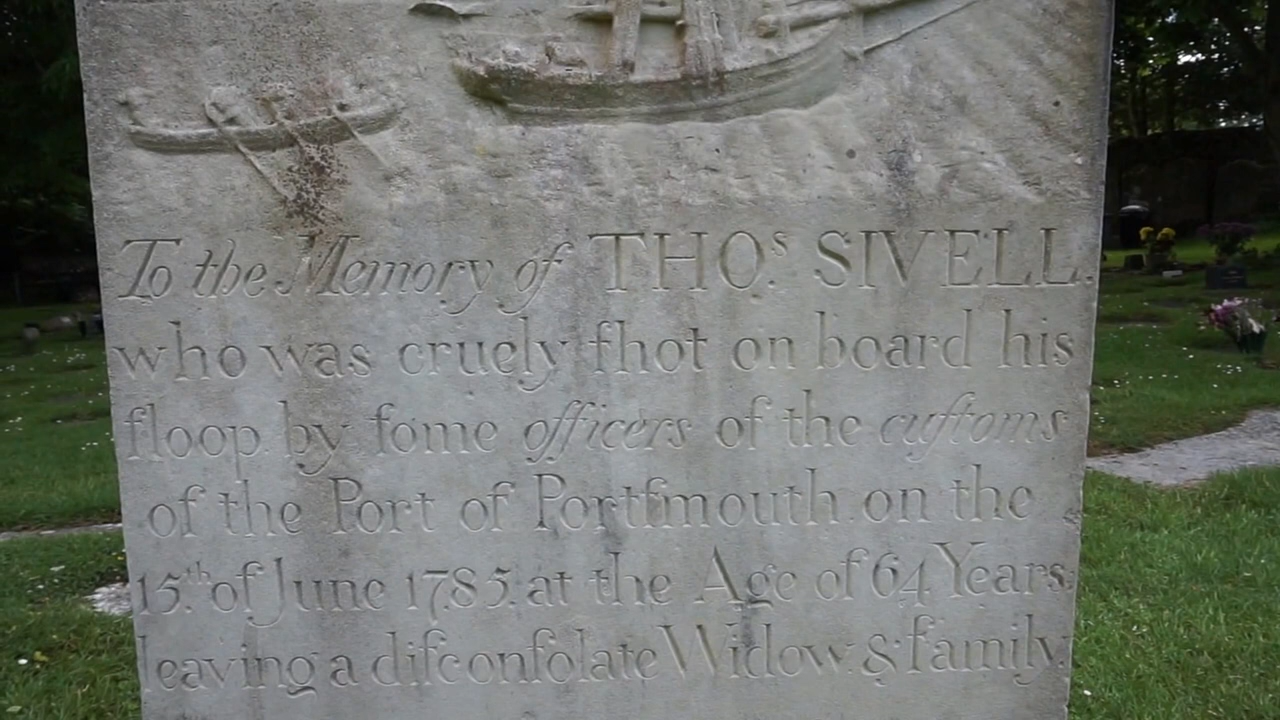 To the Memory of THOˢ. SIVELL.
who was cruely ſhot on board his
ſloop by ſome officers of the cuſtoms
of the Port of Portſmouth on the
15.ᵗʰ of June 1785. at the Age of 64 Years.
leaving a diſconſolate Widow & family.